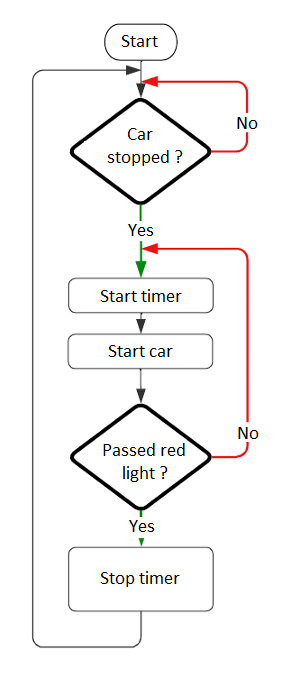 Start
Car
stopped ?
No
Yes
Start timer
Start car
Passed red
light ?
No
Yes
Stop timer